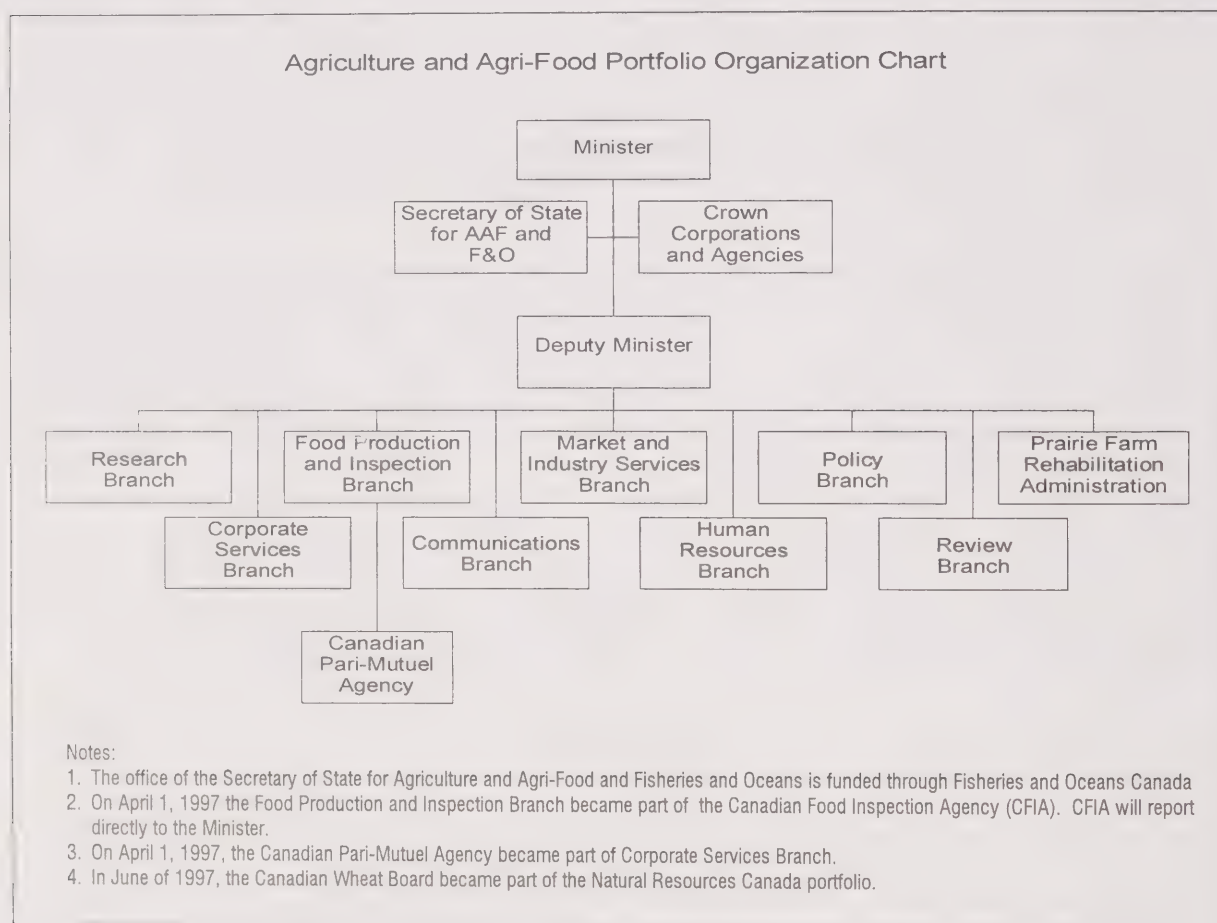 Agriculture and Agri-Food Portfolio Organization Chart
Minister
Secretary of State
for AAF and
F&O
Crown
Corporations
and Agencies
Deputy Minister
Research
Branch
Food Production
and Inspection
Branch
Market and
Industry Services
Branch
Policy
Branch
Prairie Farm
Rehabilitation
Administration
Corporate
Services
Branch
Communications
Branch
Human
Resources
Branch
Review
Branch
Canadian
Pari-Mutuel
Agency
Notes:
1. The office of the Secretary of State for Agriculture and Agri-Food and Fisheries and Oceans is funded through Fisheries and Oceans Canada
2. On April 1, 1997 the Food Production and Inspection Branch became part of the Canadian Food Inspection Agency (CFIA). CFIA will report
directly to the Minister.
3. On April 1, 1997, the Canadian Pari-Mutuel Agency became part of Corporate Services Branch.
4. In June of 1997, the Canadian Wheat Board became part of the Natural Resources Canada portfolio.